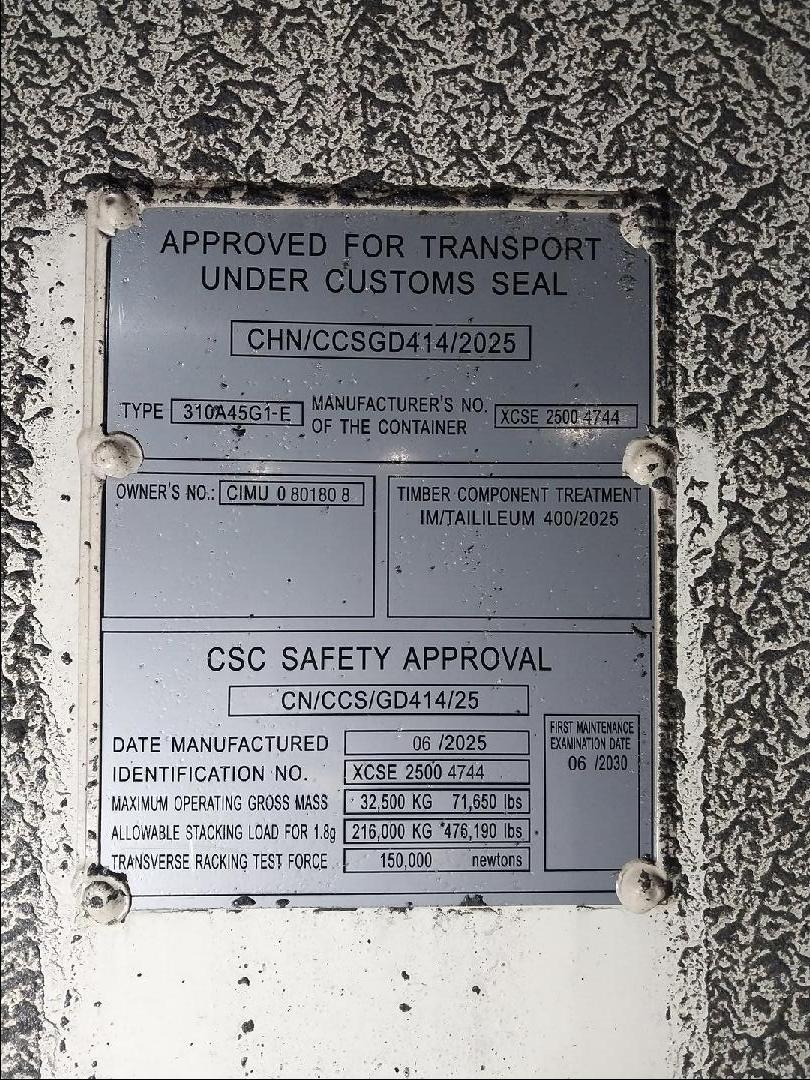 APPROVED FOR TRANSPORT
UNDER CUSTOMS SEAL
CHN/CCSGD414/2025
TYPE 310A45G1-E MANUFACTURER'S NO. OF THE CONTAINER XCSE 2500 4744
OWNER'S NO.: CIMU 0 80180 8
TIMBER COMPONENT TREATMENT
IM/TAILILEUM 400/2025
CSC SAFETY APPROVAL
CN/CCS/GD414/25
DATE MANUFACTURED 06 /2025
IDENTIFICATION NO. XCSE 2500 4744
MAXIMUM OPERATING GROSS MASS 32,500 KG 71,650 lbs
ALLOWABLE STACKING LOAD FOR 1.8g 216,000 KG 476,190 lbs
TRANSVERSE RACKING TEST FORCE 150,000 newtons
FIRST MAINTENANCE
EXAMINATION DATE
06 /2030